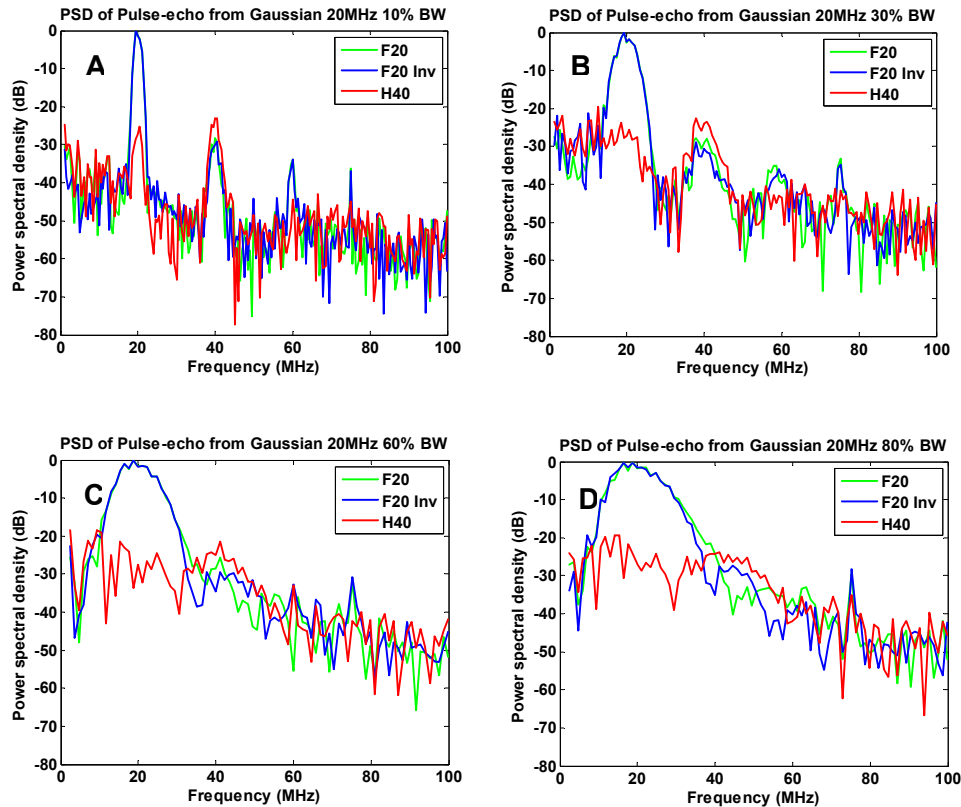 PSD of Pulse-echo from Gaussian 20MHz 10% BW
A
F20
F20 Inv
H40
Power spectral density (dB)
0
-10
-20
-30
-40
-50
-60
-70
-80
0 20 40 60 80 100
Frequency (MHz)
PSD of Pulse-echo from Gaussian 20MHz 30% BW
B
F20
F20 Inv
H40
Power spectral density (dB)
0
-10
-20
-30
-40
-50
-60
-70
-80
0 20 40 60 80 100
Frequency (MHz)
PSD of Pulse-echo from Gaussian 20MHz 60% BW
C
F20
F20 Inv
H40
Power spectral density (dB)
0
-10
-20
-30
-40
-50
-60
-70
-80
0 20 40 60 80 100
Frequency (MHz)
PSD of Pulse-echo from Gaussian 20MHz 80% BW
D
F20
F20 Inv
H40
Power spectral density (dB)
0
-10
-20
-30
-40
-50
-60
-70
-80
0 20 40 60 80 100
Frequency (MHz)